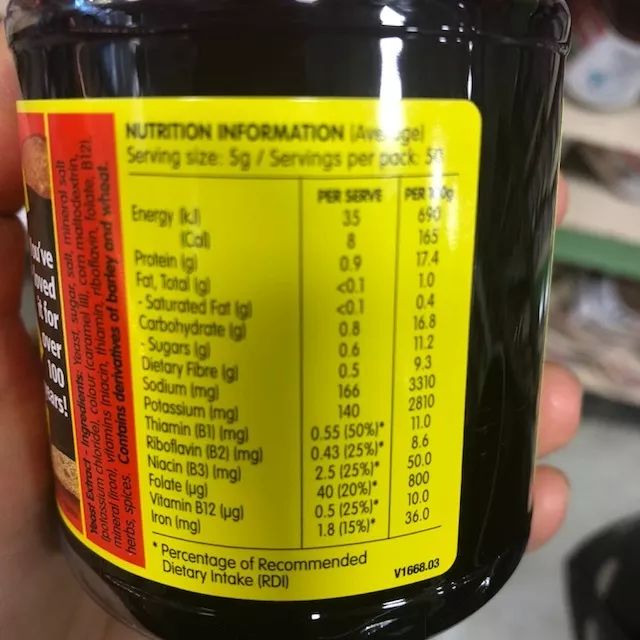 NUTRITION INFORMATION (Average)
Serving size: 5g / Servings per pack: 50
PER SERVE PER 100g
Energy (kJ) 35 690
(Cal) 8 165
Protein (g) 0.9 17.4
Fat, Total (g) <0.1 1.0
- Saturated Fat (g) <0.1 0.4
Carbohydrate (g) 0.8 16.8
- Sugars (g) 0.6 11.2
Dietary Fibre (g) 0.5 9.3
Sodium (mg) 166 3310
Potassium (mg) 140 2810
Thiamin (B1) (mg) 0.55 (50%)* 11.0
Riboflavin (B2) (mg) 0.43 (25%)* 8.6
Niacin (B3) (mg) 2.5 (25%)* 50.0
Folate (µg) 40 (20%)* 800
Vitamin B12 (µg) 0.5 (25%)* 10.0
Iron (mg) 1.8 (15%)* 36.0
* Percentage of Recommended
Dietary Intake (RDI)
V1668.03
Yeast Extract - Ingredients: Yeast, sugar, salt, mineral salt
(potassium chloride), colour (caramel III), corn maltodextrin,
mineral (iron), vitamins (niacin, thiamin, riboflavin, folate, B12)
herbs, spices. Contains derivatives of barley and wheat.
it for
over
100